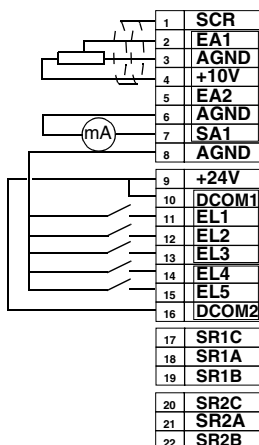 1 SCR
2 EA1
3 AGND
4 +10V
5 EA2
6 AGND
mA
7 SA1
8 AGND
9 +24V
10 DCOM1
11 EL1
12 EL2
13 EL3
14 EL4
15 EL5
16 DCOM2
17 SR1C
18 SR1A
19 SR1B
20 SR2C
21 SR2A
22 SR2B